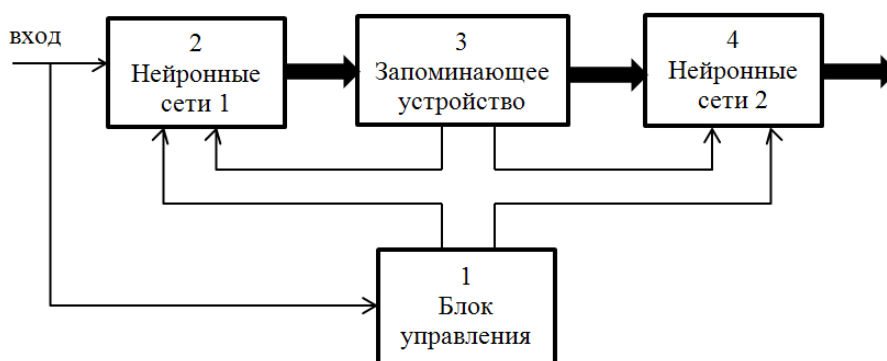 вход
2
Нейронные
сети 1
3
Запоминающее
устройство
4
Нейронные
сети 2
1
Блок
управления